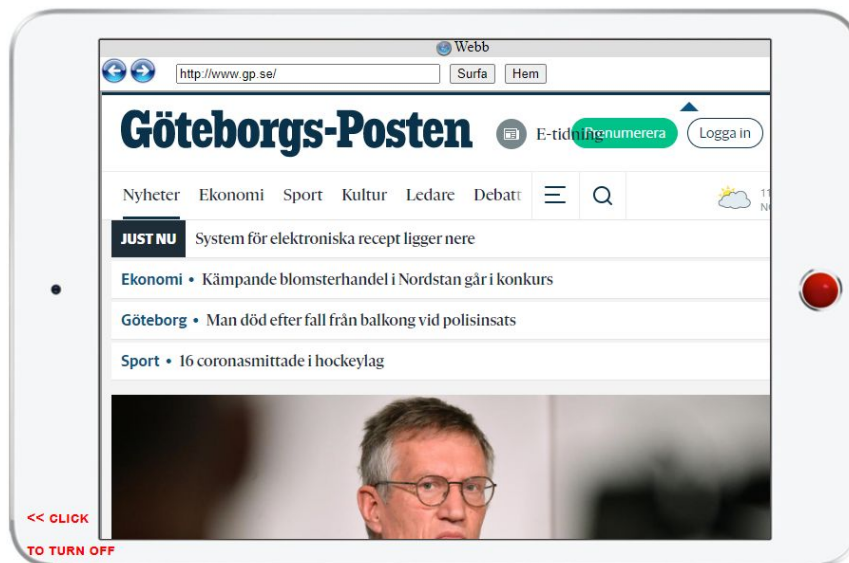 Webb
http://www.gp.se/ Surfa Hem
Göteborgs-Posten E-tidning Prenumerera Logga in
Nyheter Ekonomi Sport Kultur Ledare Debatt
JUST NU System för elektroniska recept ligger nere
Ekonomi • Kämpande blomsterhandel i Nordstan går i konkurs
Göteborg • Man död efter fall från balkong vid polisinsats
Sport • 16 coronasmittade i hockeylag
<< CLICK
TO TURN OFF